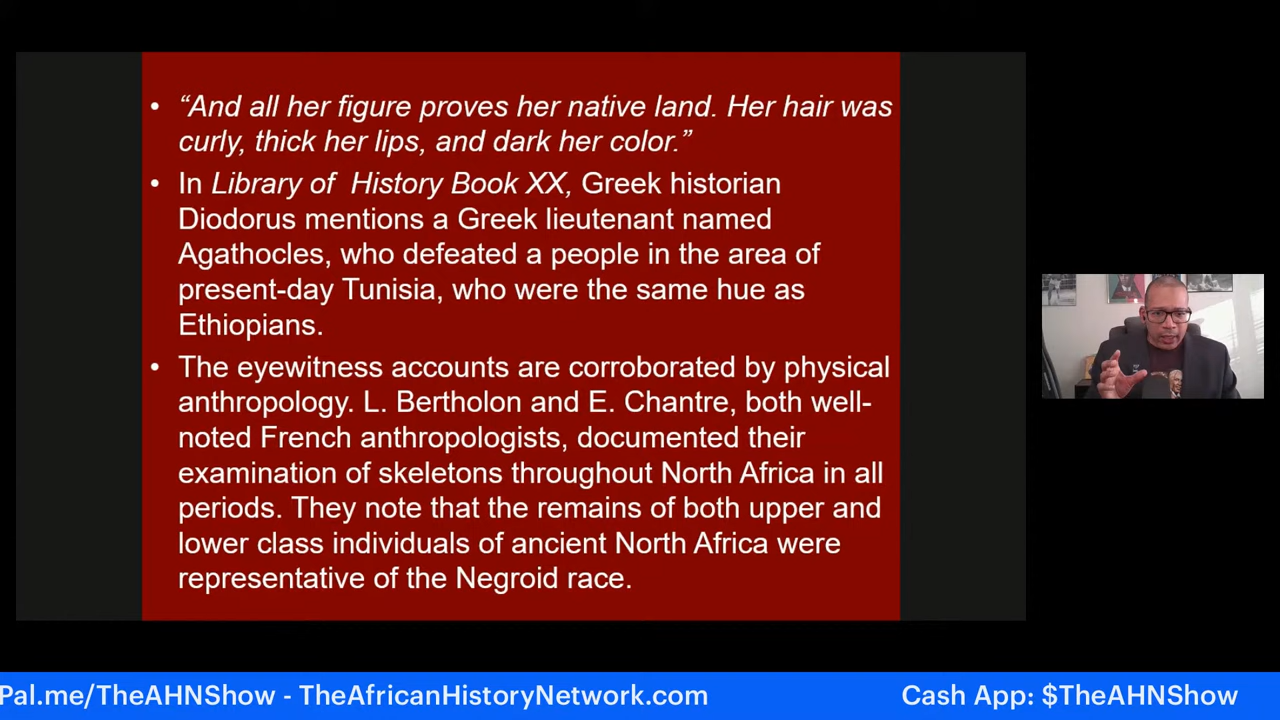 • “And all her figure proves her native land. Her hair was
curly, thick her lips, and dark her color.”
• In Library of History Book XX, Greek historian
Diodorus mentions a Greek lieutenant named
Agathocles, who defeated a people in the area of
present-day Tunisia, who were the same hue as
Ethiopians.
• The eyewitness accounts are corroborated by physical
anthropology. L. Bertholon and E. Chantre, both well-
noted French anthropologists, documented their
examination of skeletons throughout North Africa in all
periods. They note that the remains of both upper and
lower class individuals of ancient North Africa were
representative of the Negroid race.
Pal.me/TheAHNShow - TheAfricanHistoryNetwork.com
Cash App: $TheAHNShow